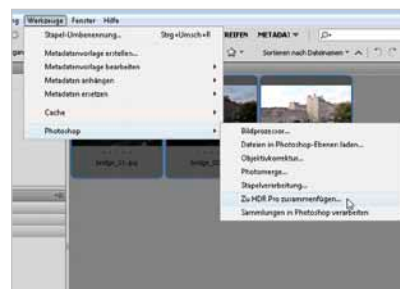 Werkzeuge Fenster Hilfe
Stapel-Umbenennung... Strg+Umsch+R
METADAT
Metadatenvorlage erstellen...
Sortieren nach Dateinamen
Metadatenvorlage bearbeiten
Metadaten anhängen
Metadaten ersetzen
Cache
Photoshop
Bildprozessor...
Dateien in Photoshop-Ebenen laden...
Objektivkorrektur...
Photomerge...
Stapelverarbeitung...
Zu HDR Pro zusammenfügen...
Sammlungen in Photoshop verarbeiten